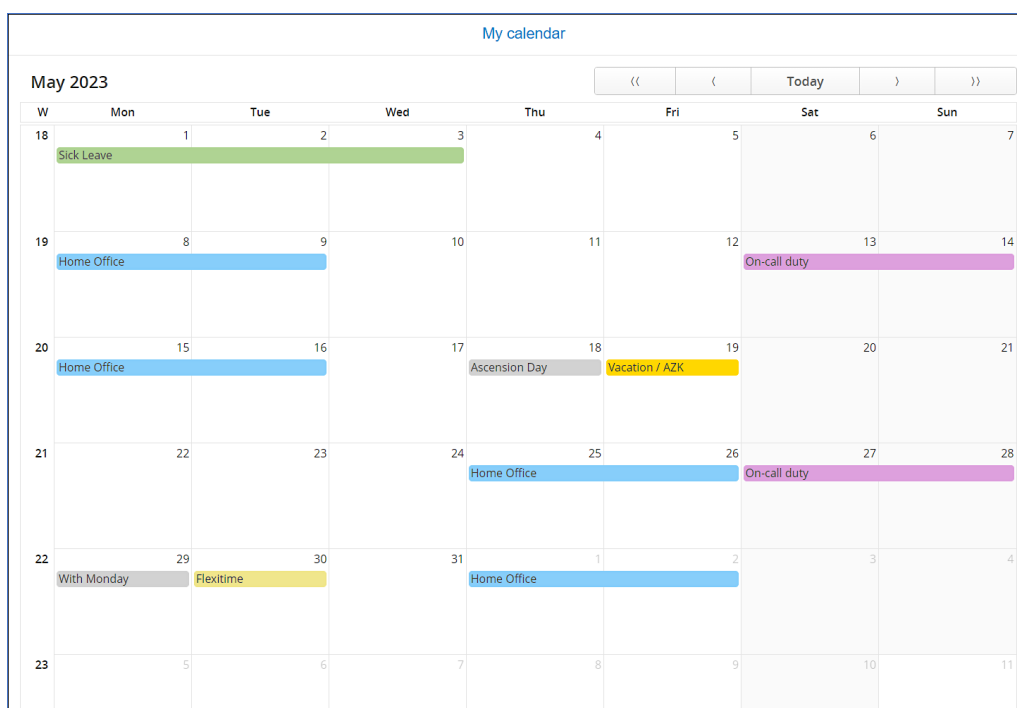 My calendar
May 2023 ⟨⟨ ⟨ Today ⟩ ⟩⟩
W Mon Tue Wed Thu Fri Sat Sun
18 1 2 3 4 5 6 7
Sick Leave
19 8 9 10 11 12 13 14
Home Office On-call duty
20 15 16 17 18 19 20 21
Home Office Ascension Day Vacation / AZK
21 22 23 24 25 26 27 28
Home Office On-call duty
22 29 30 31 1 2 3 4
With Monday Flexitime Home Office
23 5 6 7 8 9 10 11